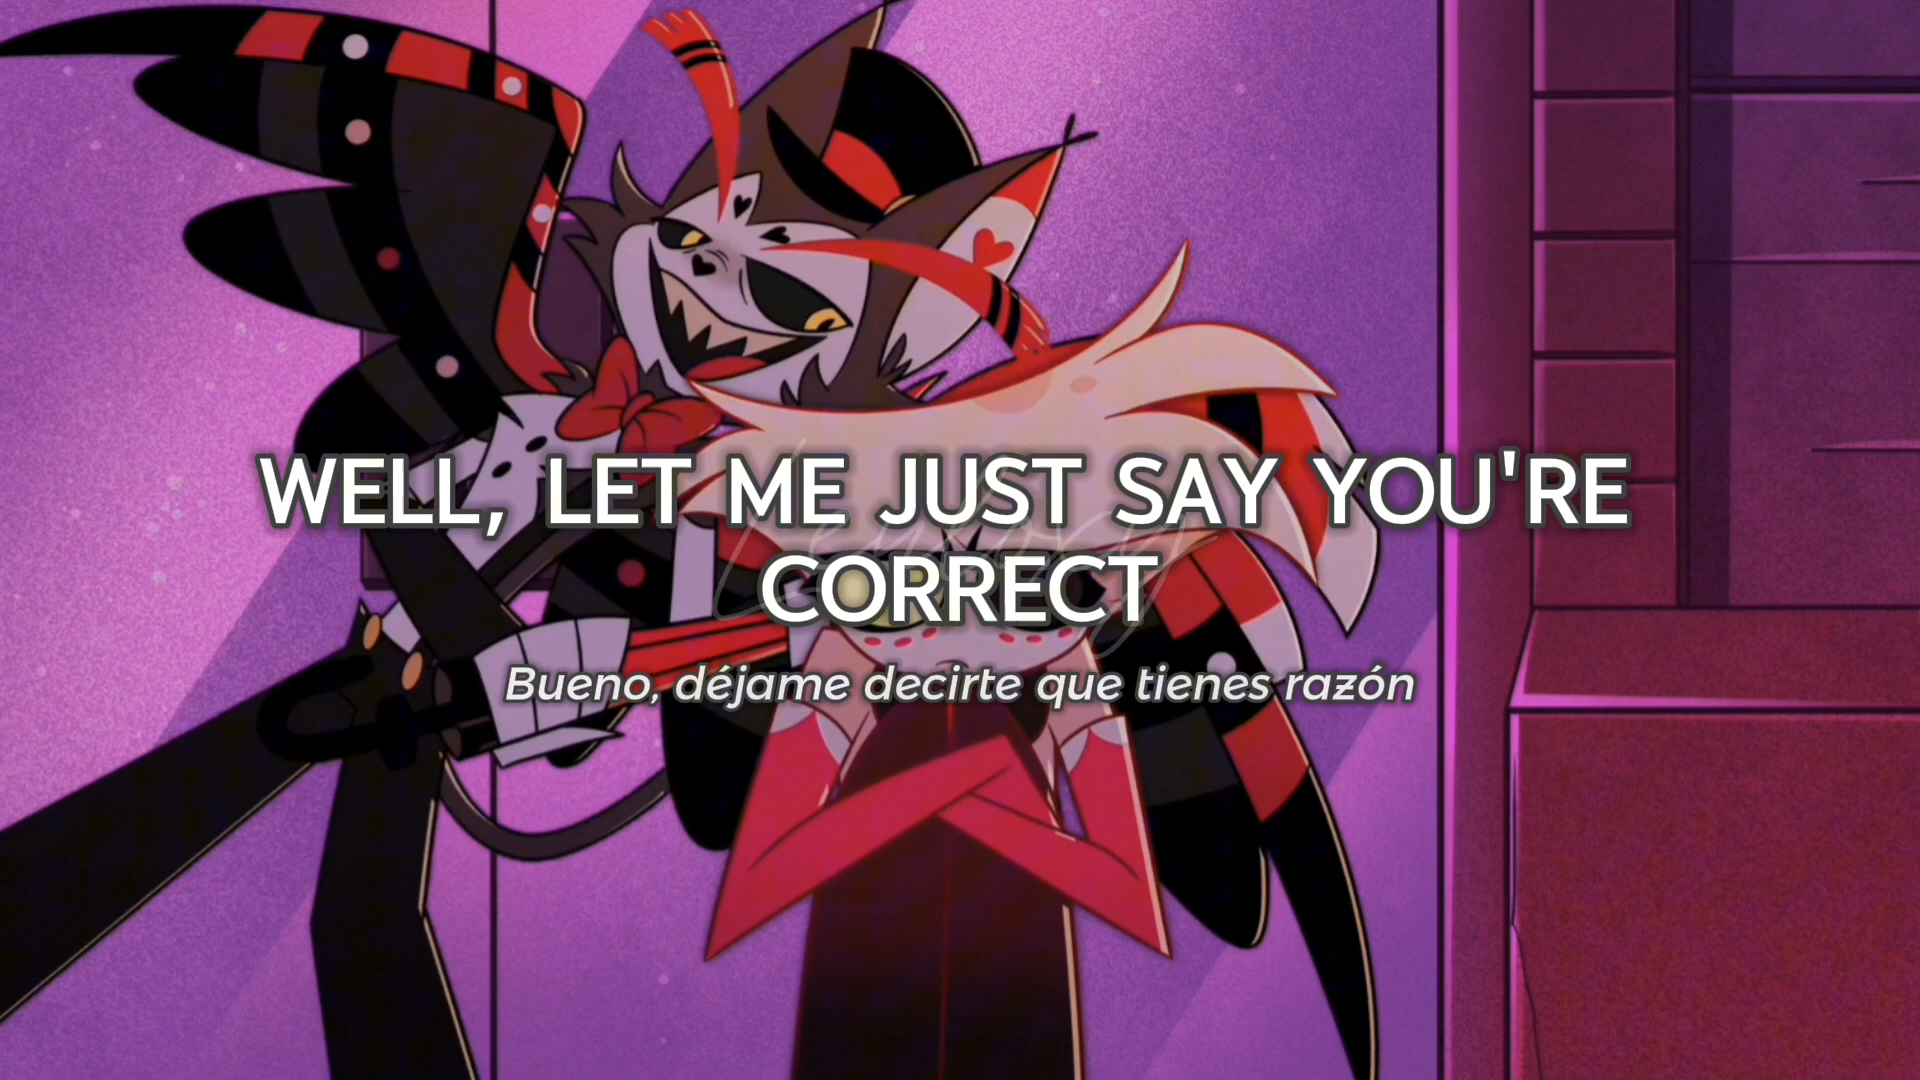 WELL, LET ME JUST SAY YOU'RE
CORRECT
Bueno, déjame decirte que tienes razón